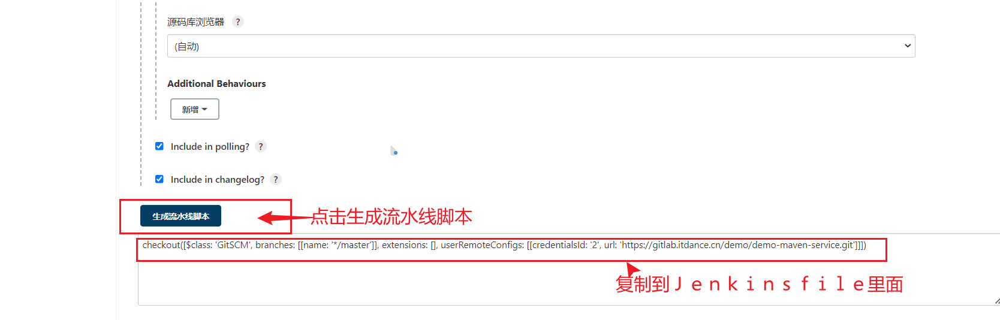 源码库浏览器 ?
(自动)
Additional Behaviours
新增
Include in polling? ?
Include in changelog? ?
生成流水线脚本
点击生成流水线脚本
checkout([$class: 'GitSCM', branches: [[name: '*/master']], extensions: [], userRemoteConfigs: [[credentialsId: '2', url: 'https://gitlab.itdance.cn/demo/demo-maven-service.git']]])
复制到Ｊｅｎｋｉｎｓｆｉｌｅ里面